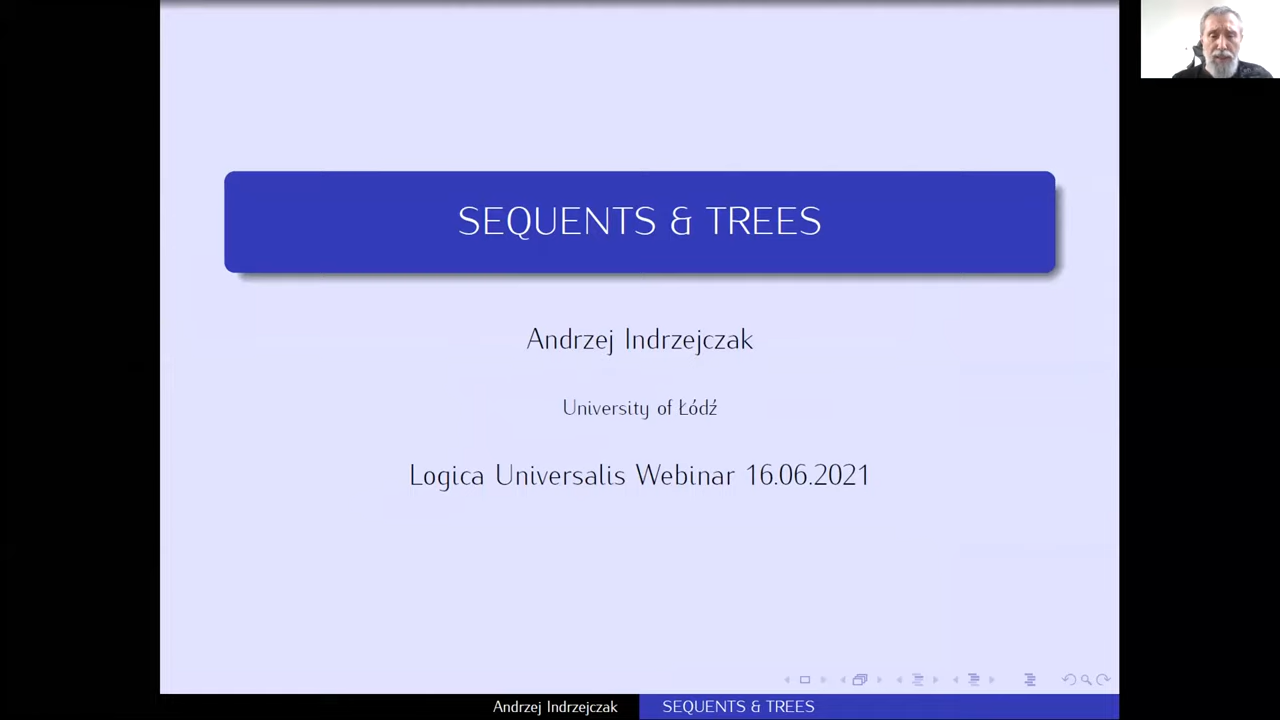 SEQUENTS & TREES
Andrzej Indrzejczak
University of Łódź
Logica Universalis Webinar 16.06.2021
Andrzej Indrzejczak
SEQUENTS & TREES